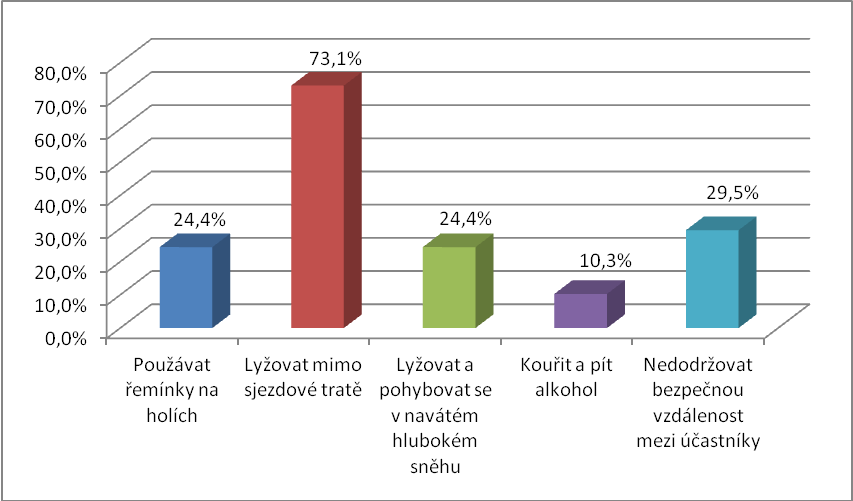 80,0%
70,0%
60,0%
50,0%
40,0%
30,0%
20,0%
10,0%
0,0%
24,4%
73,1%
24,4%
10,3%
29,5%
Používat
řemínky na
holích
Lyžovat mimo
sjezdové tratě
Lyžovat a
pohybovat se
v navátém
hlubokém
sněhu
Kouřit a pít
alkohol
Nedodržovat
bezpečnou
vzdálenost
mezi účastníky